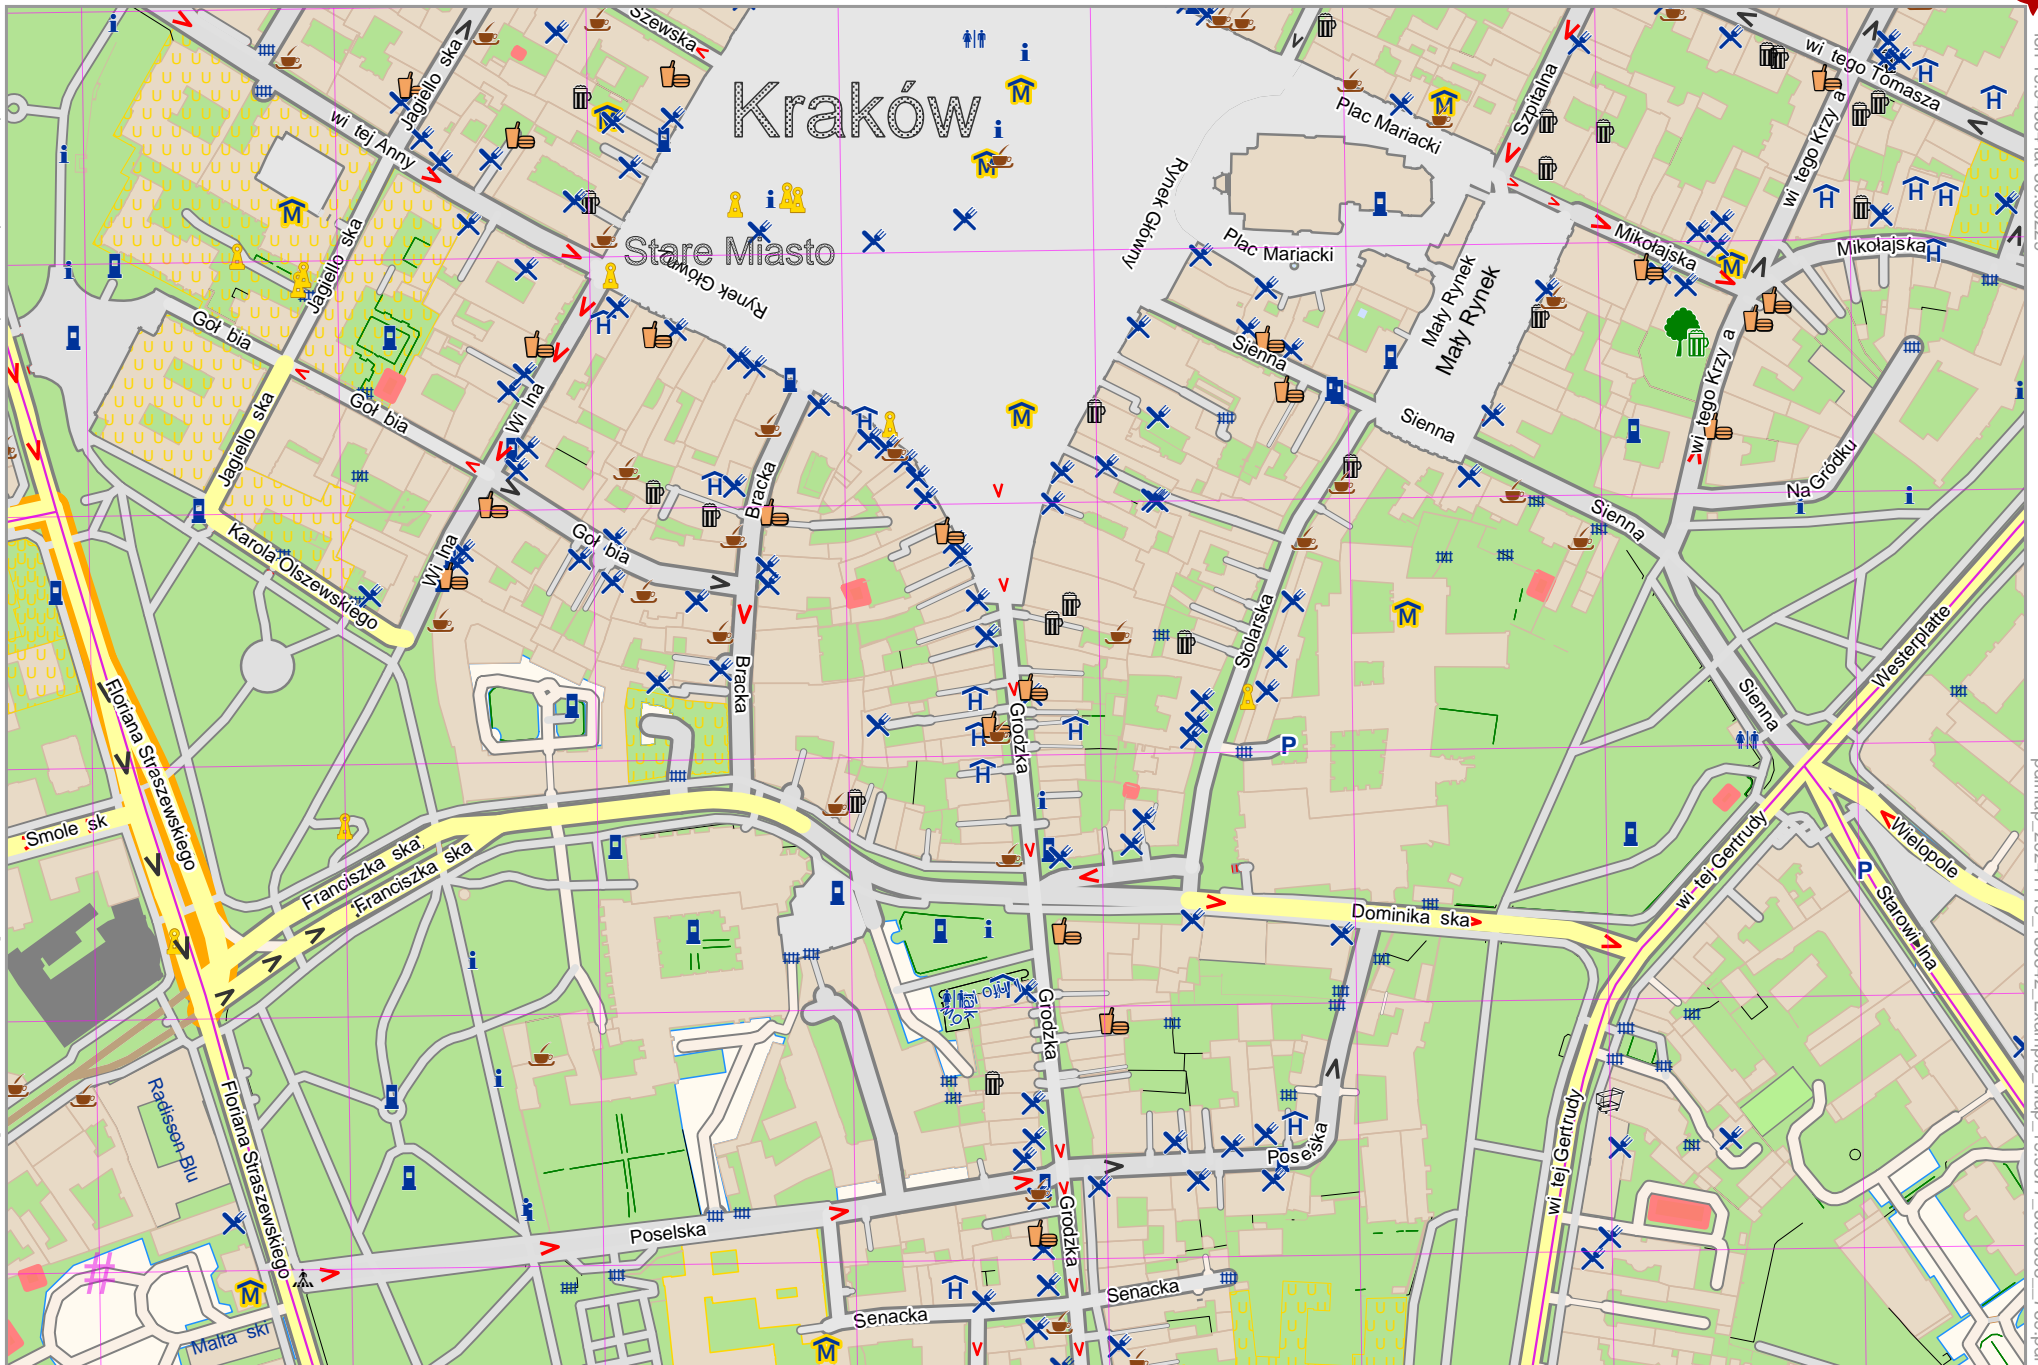 Szewska
wi tego Tomasza
Jagiello ska
Kraków
Plac Mariacki
Szpitalna
wi tego Krzy a
wi tej Anny
Rynek Główny
Stare Miasto
Plac Mariacki
Mikołajska
Mikołajska
Jagiello ska
Rynek Główn
Mały Rynek
Mały Rynek
Goł bia
Sienna
wi tego Krzy a
Goł bia
Wi lna
Jagiello ska
Sienna
Na Gródku
Bracka
Sienna
Karola Olszewskiego
Goł bia
Wi lna
Stolarska
Westerplatte
Bracka
Floriana Straszewskiego
Grodzka
Sienna
P
Smole sk
Franciszka ska
Franciszka ska
wi tej Gertrudy
Wielopole
P
Starowi lna
Dominika ska
Grodzka
Radisson Blu
Floriana Straszewskiego
wi tej Gertrudy
Poselska
Grodzka
Senacka
Senacka
Malta ski